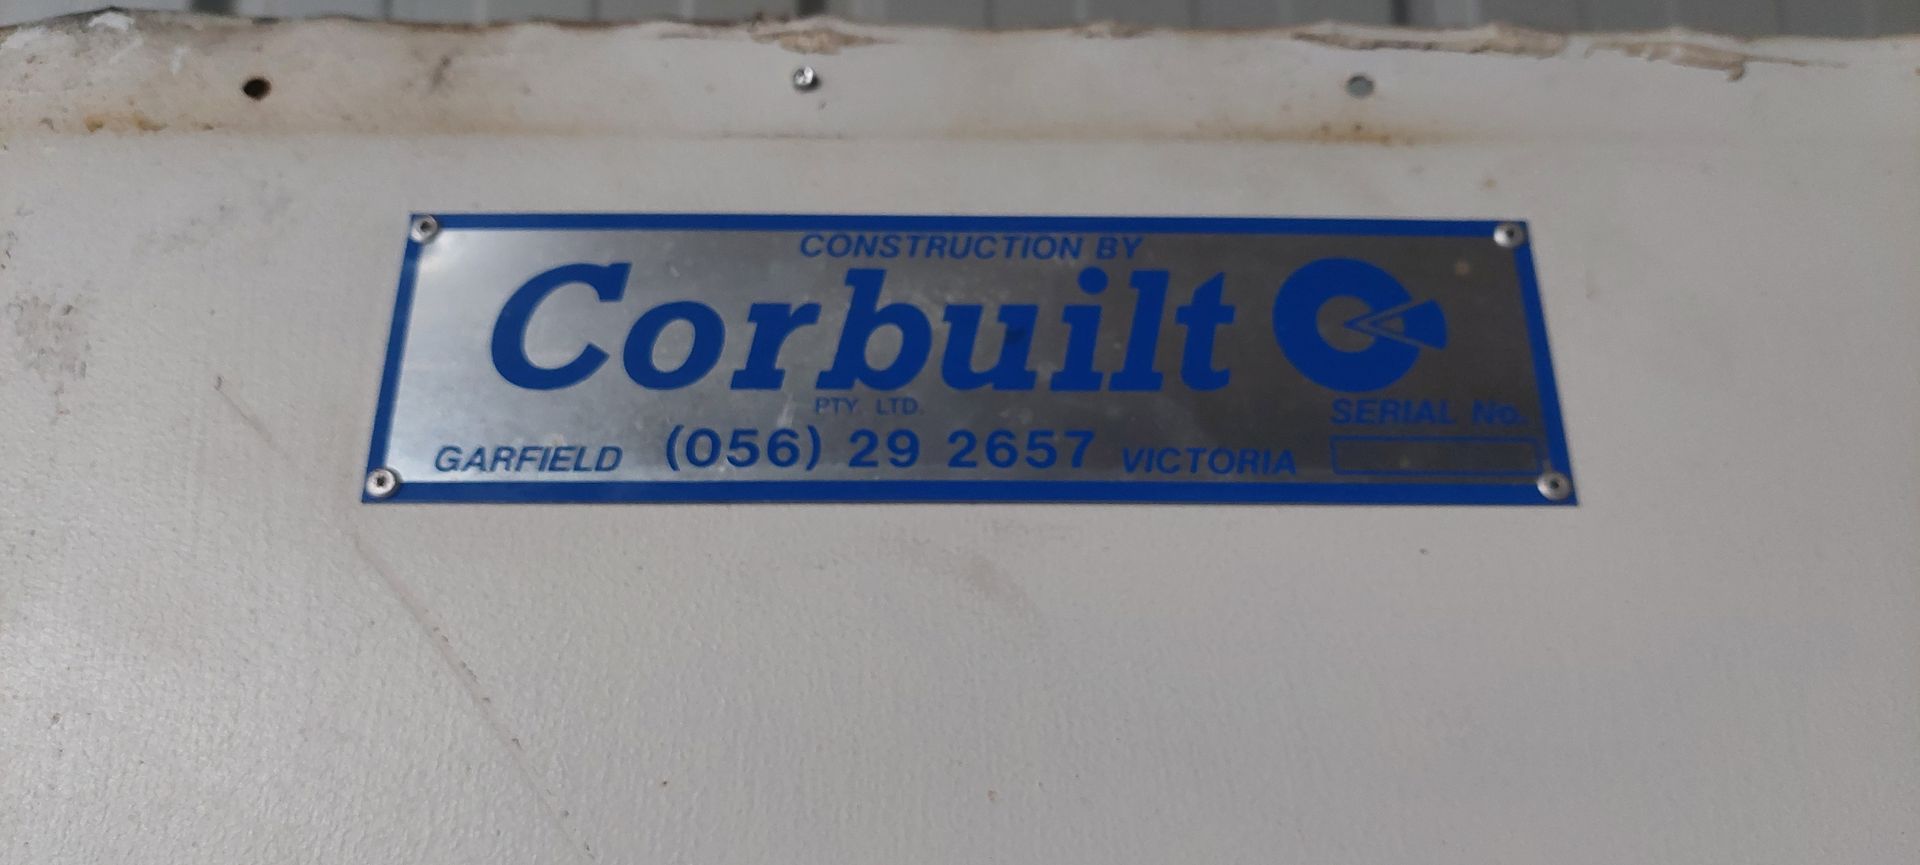 CONSTRUCTION BY
Corbuilt
PTY. LTD.
SERIAL No.
GARFIELD (056) 29 2657 VICTORIA